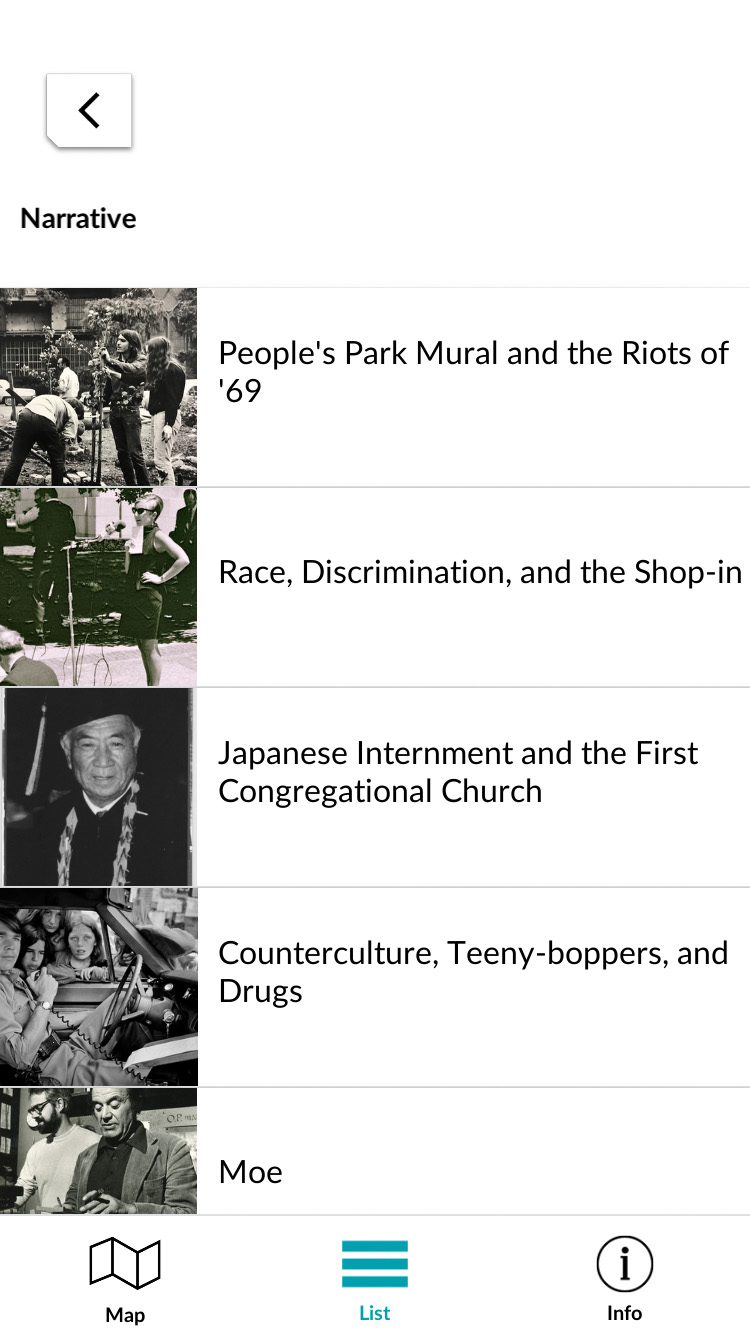 Narrative
People's Park Mural and the Riots of
'69
Race, Discrimination, and the Shop-in
Japanese Internment and the First
Congregational Church
Counterculture, Teeny-boppers, and
Drugs
O.P.
Moe
Map
List
Info